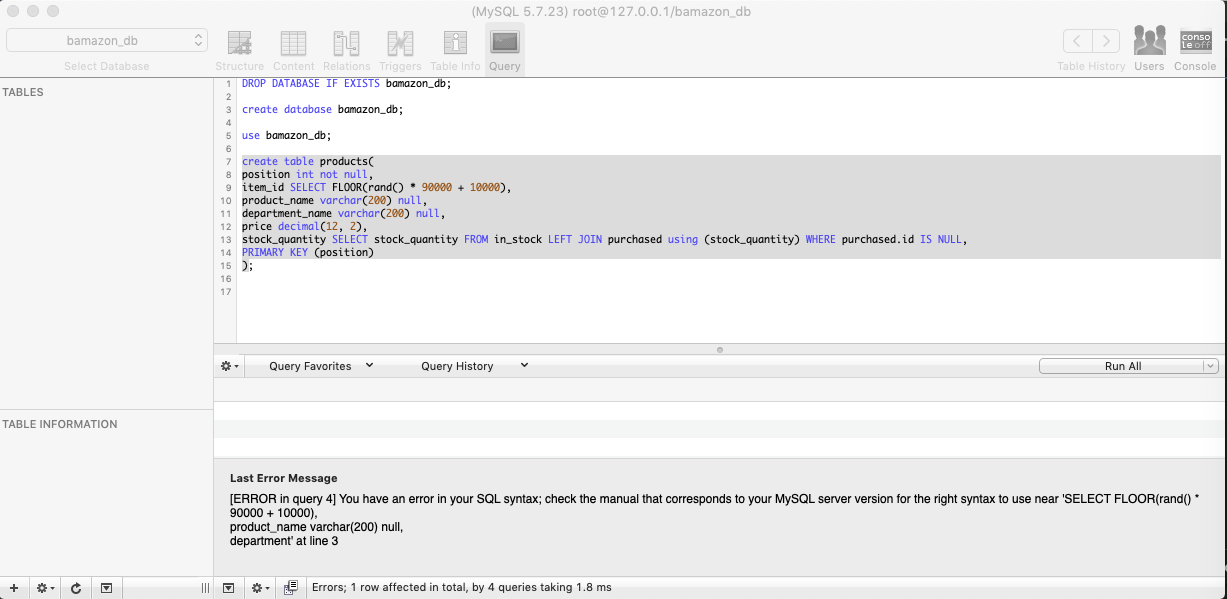 (MySQL 5.7.23) root@127.0.0.1/bamazon_db
bamazon_db
Select Database
Structure
Content
Relations
Triggers
Table Info
Query
Table History
Users
conso
le off
Console
TABLES
1 DROP DATABASE IF EXISTS bamazon_db;
2
3 create database bamazon_db;
4
5 use bamazon_db;
6
7 create table products(
8 position int not null,
9 item_id SELECT FLOOR(rand() * 90000 + 10000),
10 product_name varchar(200) null,
11 department_name varchar(200) null,
12 price decimal(12, 2),
13 stock_quantity SELECT stock_quantity FROM in_stock LEFT JOIN purchased using (stock_quantity) WHERE purchased.id IS NULL,
14 PRIMARY KEY (position)
15 );
16
17
Query Favorites
Query History
Run All
TABLE INFORMATION
Last Error Message
[ERROR in query 4] You have an error in your SQL syntax; check the manual that corresponds to your MySQL server version for the right syntax to use near 'SELECT FLOOR(rand() *
90000 + 10000),
product_name varchar(200) null,
department' at line 3
Errors; 1 row affected in total, by 4 queries taking 1.8 ms